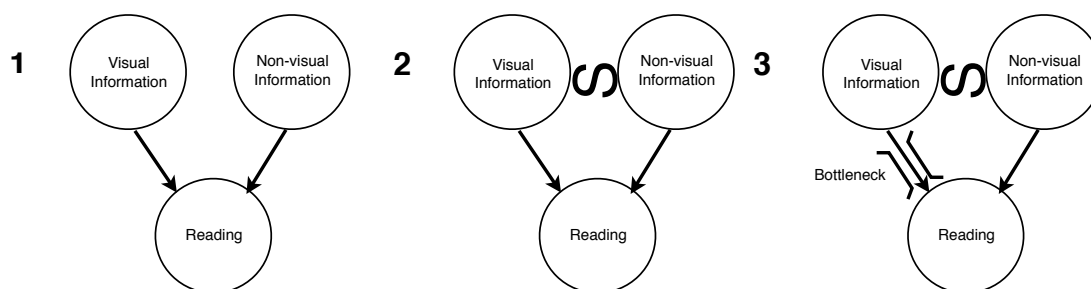 1
Visual
Information
Non-visual
Information
Reading
2
Visual
Information
S
Non-visual
Information
Reading
3
Visual
Information
S
Non-visual
Information
Bottleneck
Reading